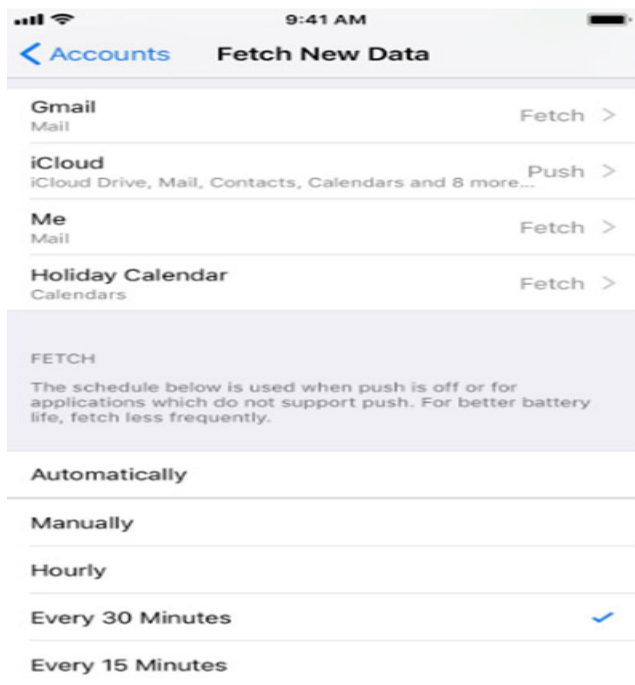 9:41 AM
Accounts Fetch New Data
Gmail
Mail
Fetch
iCloud
iCloud Drive, Mail, Contacts, Calendars and 8 more...
Push
Me
Mail
Fetch
Holiday Calendar
Calendars
Fetch
FETCH
The schedule below is used when push is off or for
applications which do not support push. For better battery
life, fetch less frequently.
Automatically
Manually
Hourly
Every 30 Minutes
Every 15 Minutes